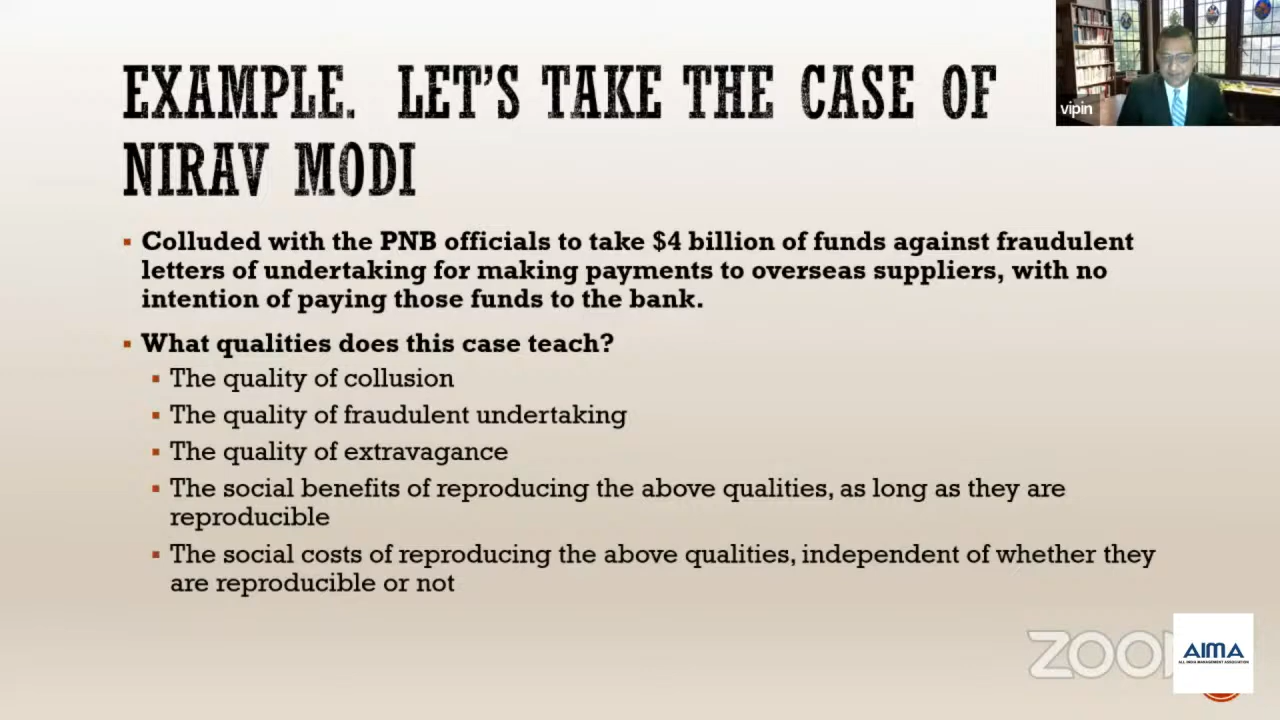 EXAMPLE. LET'S TAKE THE CASE OF
NIRAV MODI
vipin
▪ Colluded with the PNB officials to take $4 billion of funds against fraudulent
letters of undertaking for making payments to overseas suppliers, with no
intention of paying those funds to the bank.
▪ What qualities does this case teach?
▪ The quality of collusion
▪ The quality of fraudulent undertaking
▪ The quality of extravagance
▪ The social benefits of reproducing the above qualities, as long as they are
reproducible
▪ The social costs of reproducing the above qualities, independent of whether they
are reproducible or not
ZOO
AIMA
ALL INDIA MANAGEMENT ASSOCIATION